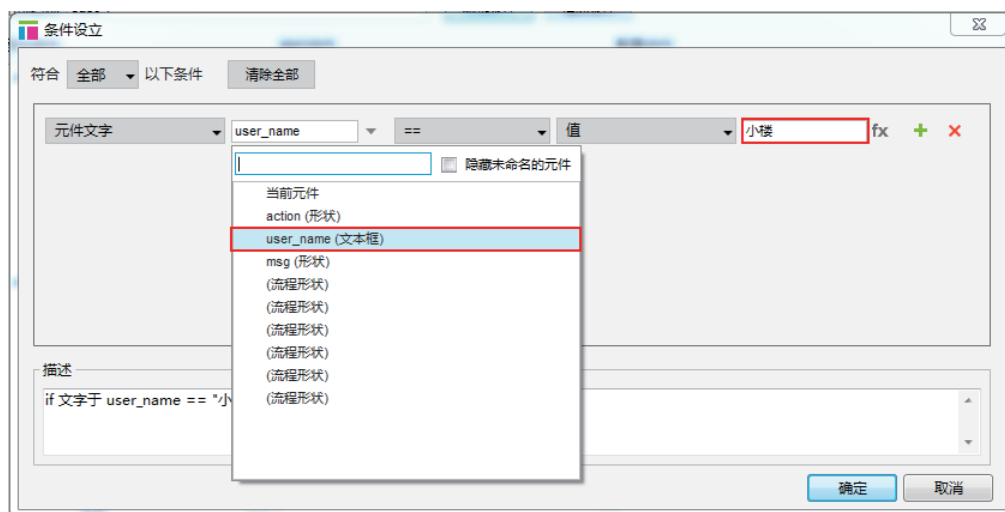 条件设立
符合 全部 以下条件 清除全部
元件文字 user_name == 值 小楼 fx
隐藏未命名的元件
当前元件
action (形状)
user_name (文本框)
msg (形状)
(流程形状)
(流程形状)
(流程形状)
(流程形状)
(流程形状)
(流程形状)
描述
if 文字于 user_name == "小
确定 取消